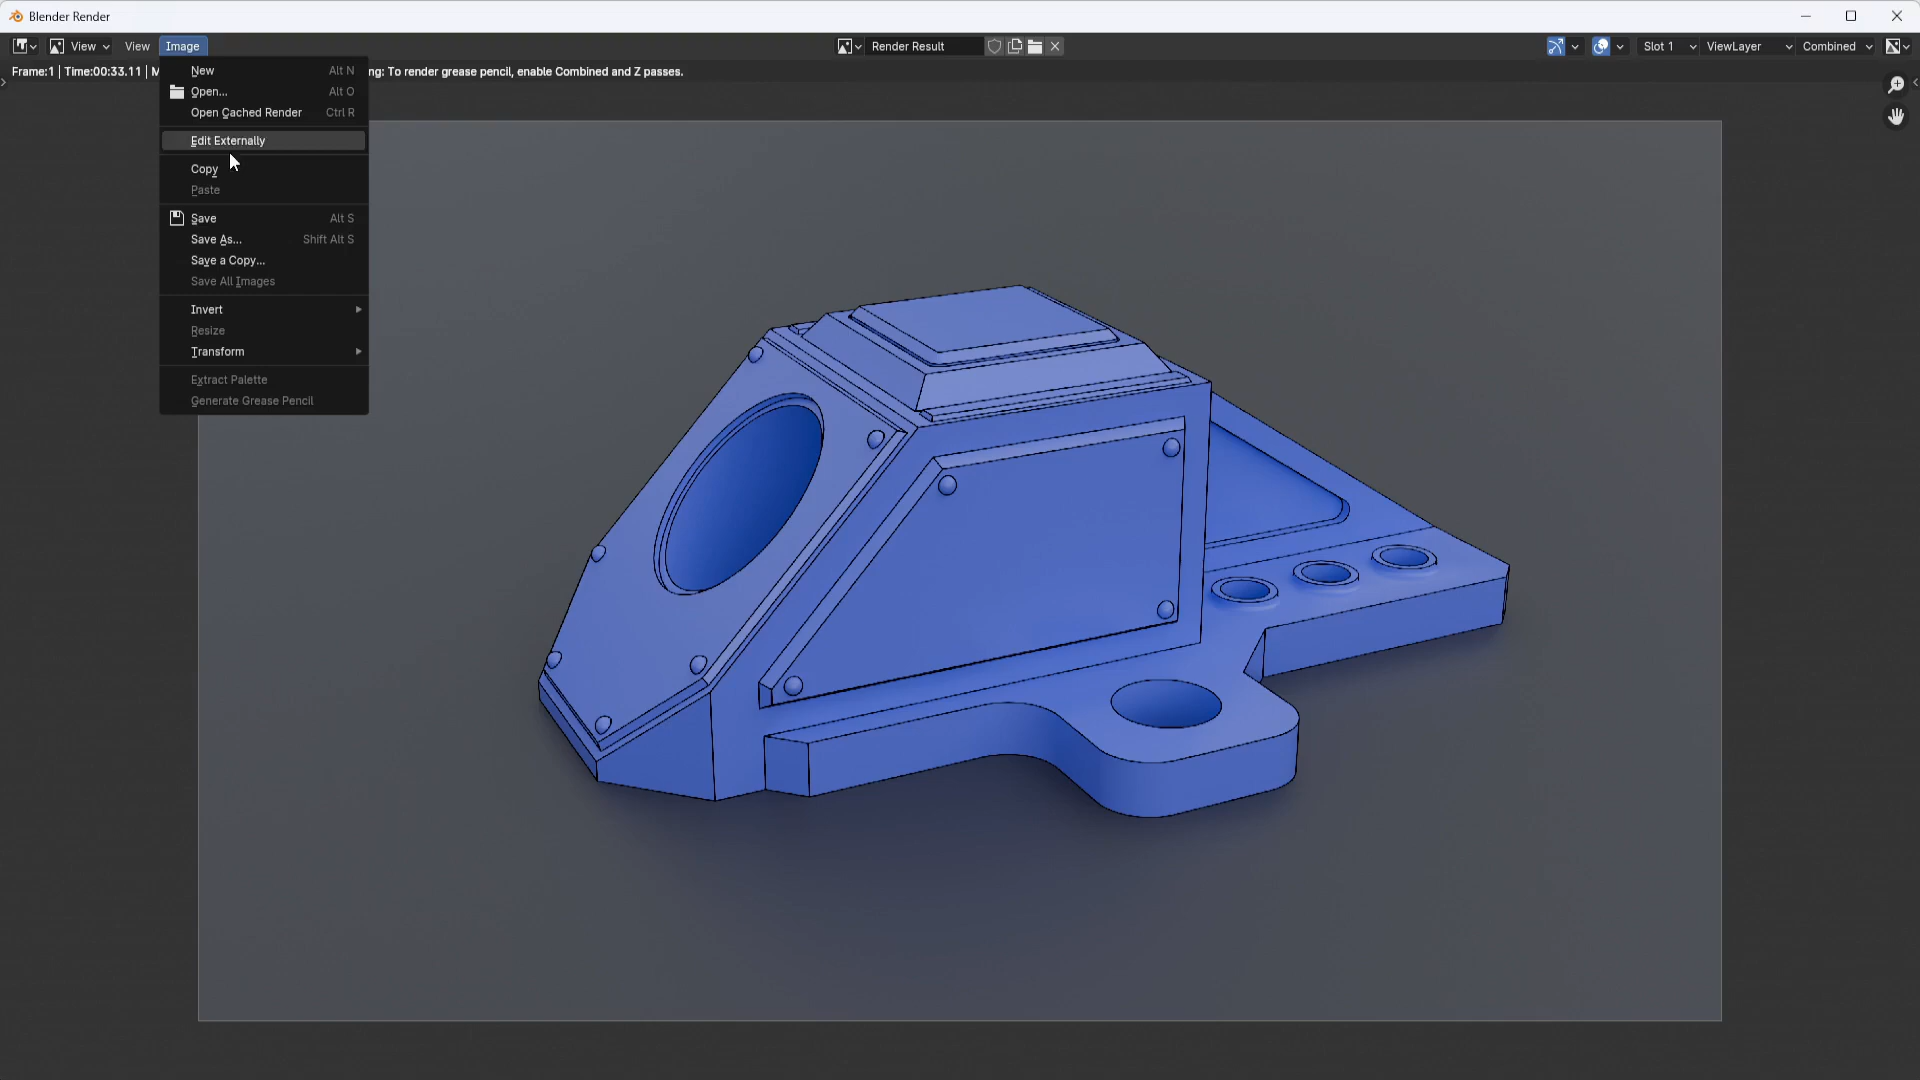 Blender Render
View View Image Render Result Slot 1 ViewLayer Combined
Frame:1 | Time:00:33.11 | M ng: To render grease pencil, enable Combined and Z passes.
New Alt N
Open... Alt O
Open Cached Render Ctrl R
Edit Externally
Copy
Paste
Save Alt S
Save As... Shift Alt S
Save a Copy...
Save All Images
Invert
Resize
Transform
Extract Palette
Generate Grease Pencil